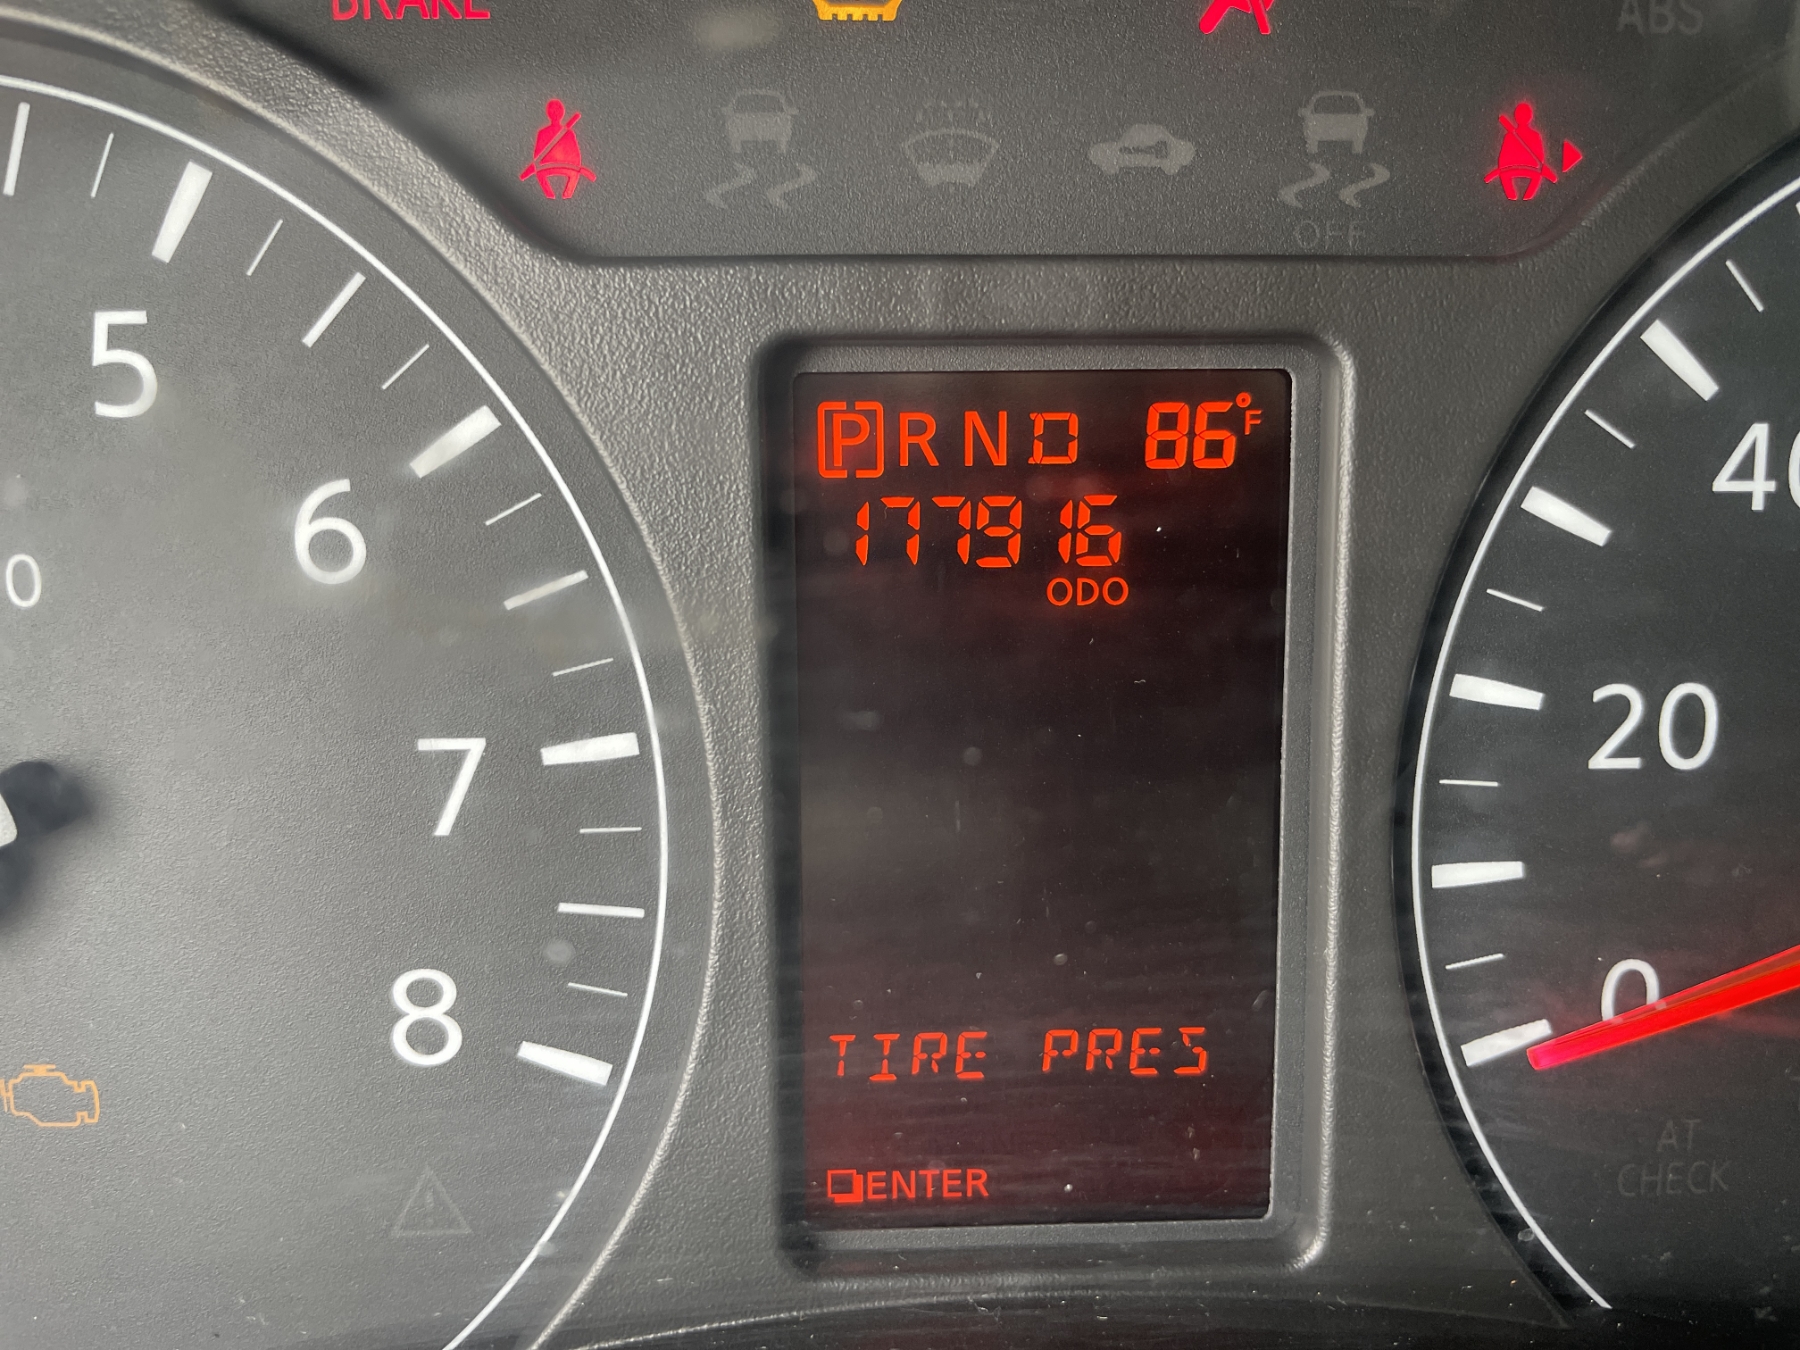 BRAKE
ABS
OFF
[P] R N D 86°F
177916
ODO
5
6
0
7
8
40
20
0
TIRE PRES
ENTER
AT
CHECK